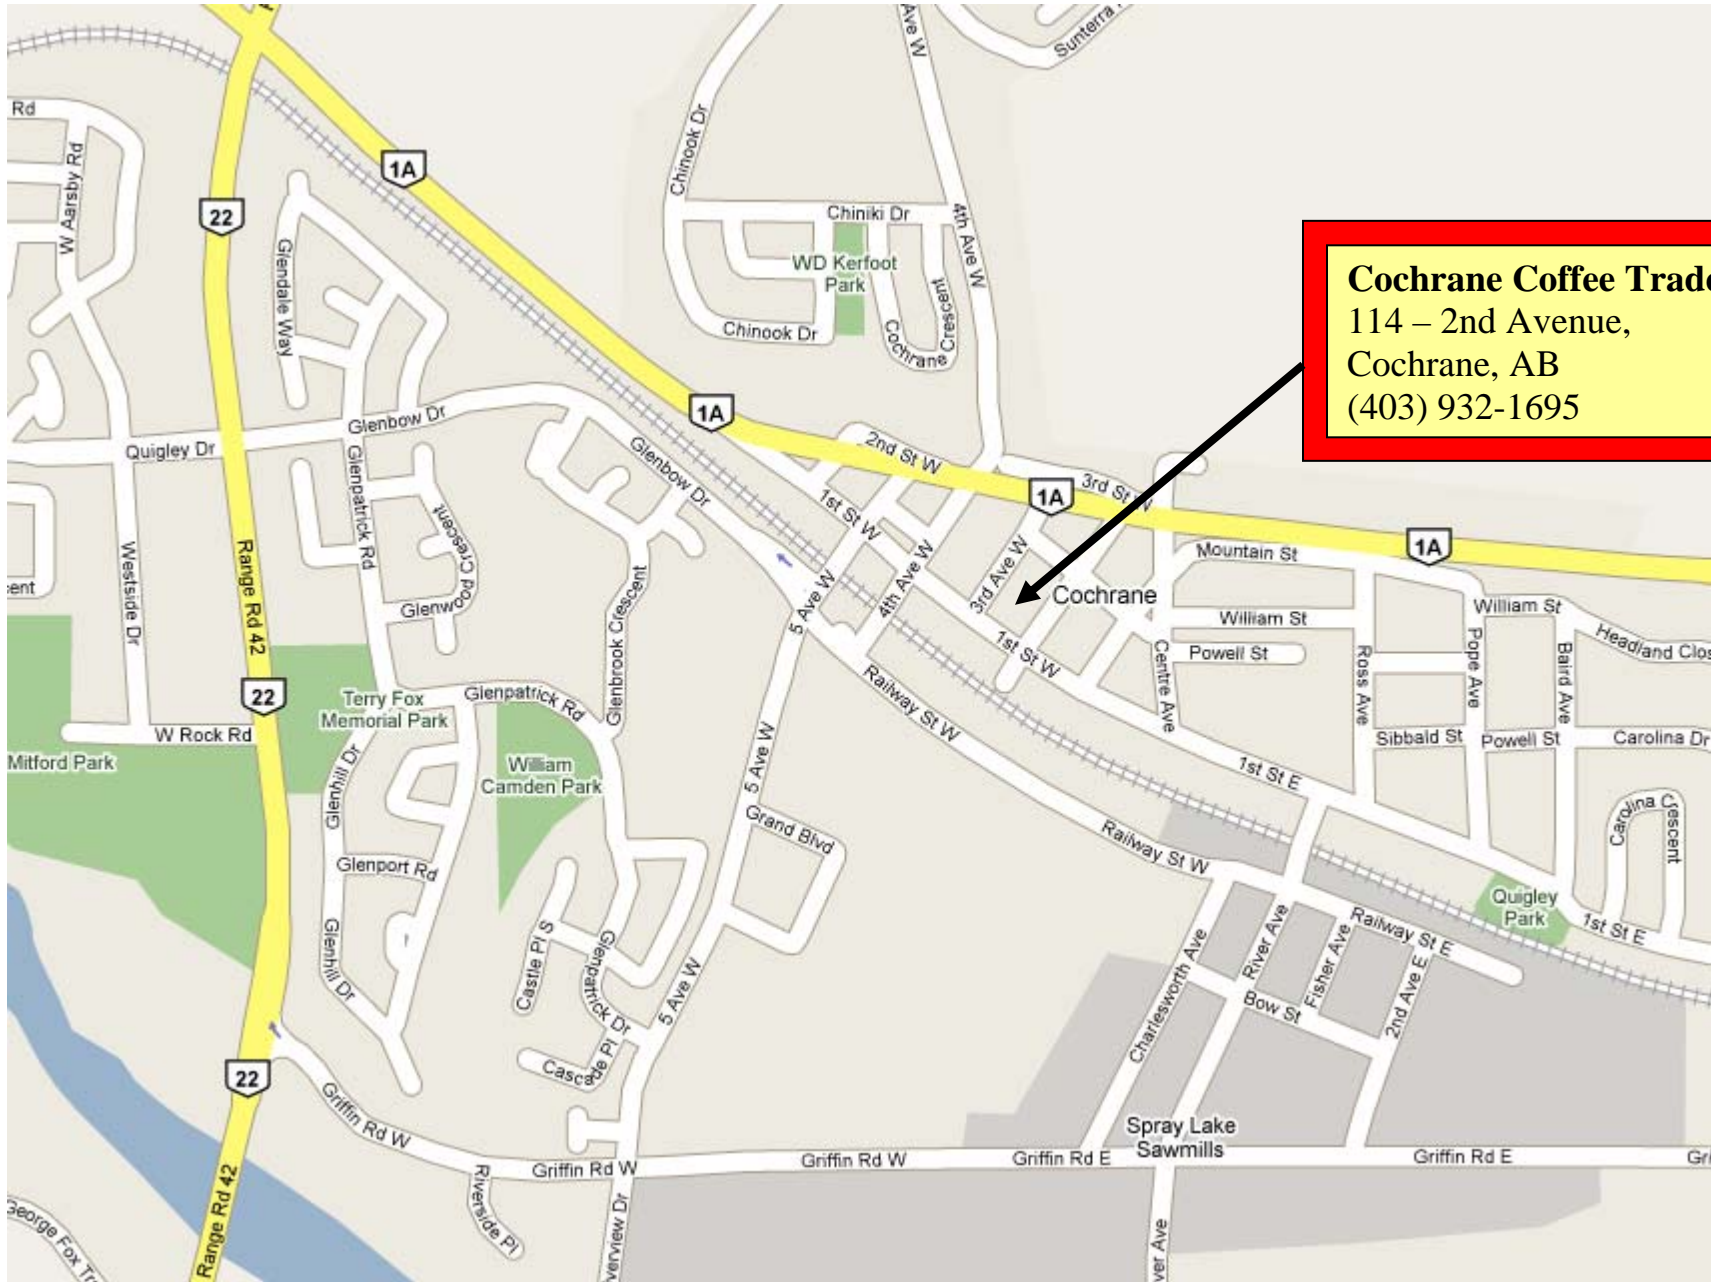 Ave W
Sunterra
Rd
W Aarsby Rd
1A
22
Chinook Dr
Chiniki Dr
4th Ave W
WD Kerfoot
Park
Cochrane
Crescent
Chinook Dr
Glendale Way
Cochrane Coffee
114 – 2nd Avenue,
Cochrane, AB
(403) 932-1695
1A
Quigley Dr
Glenbow Dr
Glenbow Dr
2nd St W
1st St W
3rd St W
1A
1A
Glenpatrick Rd
Glenwood Crescent
Westside Dr
Range Rd 42
Glenbrook Crescent
5 Ave W
4th Ave W
3rd Ave W
Cochrane
Mountain St
William St
William St
Headland
Powell St
1st St W
Centre Ave
Ross Ave
Pope Ave
Baird Ave
22
Terry Fox
Memorial Park
Glenpatrick Rd
Railway St W
W Rock Rd
Mitford Park
William
Camden Park
5 Ave W
1st St E
Sibbald St
Powell St
Carolina Dr
Carolina Crescent
Glenhill Dr
Grand Blvd
Railway St W
Glenport Rd
Quigley
Park
1st St E
Castle Pl S
Glenpatrick Dr
Glenhill Dr
5 Ave W
Charlesworth Ave
River Ave
Fisher Ave
Railway St E
2nd Ave E
Bow St
Cascade Pl
22
Griffin Rd W
Spray Lake
Sawmills
Griffin Rd W
Griffin Rd W
Griffin Rd E
Griffin Rd E
Riverside Pl
Range Rd 42
George Fox